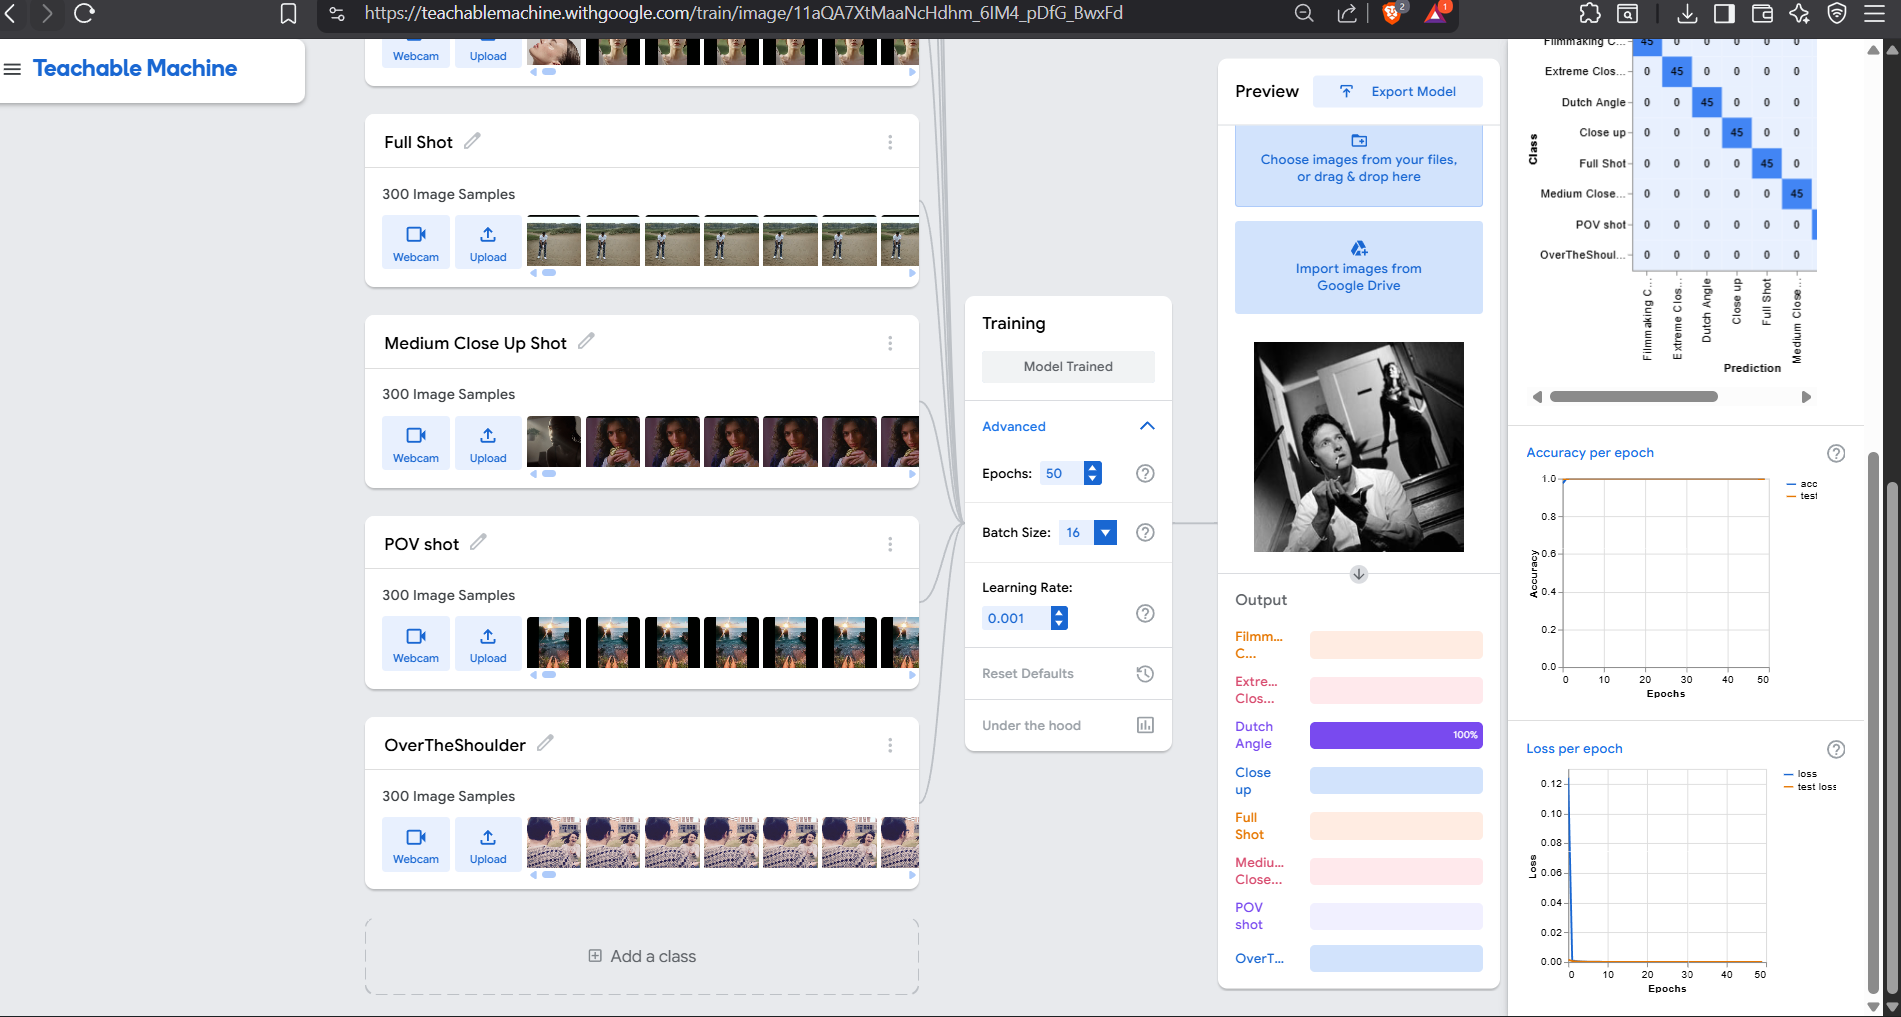 https://teachablemachine.withgoogle.com/train/image/11aQA7XtMaaNcHdhm_6IM4_pDfG_BwxFd
2
1
Teachable Machine
Webcam
Upload
Full Shot
300 Image Samples
Webcam
Upload
Medium Close Up Shot
300 Image Samples
Webcam
Upload
POV shot
300 Image Samples
Webcam
Upload
OverTheShoulder
300 Image Samples
Webcam
Upload
Add a class
Training
Model Trained
Advanced
Epochs: 50
Batch Size: 16
Learning Rate:
0.001
Reset Defaults
Under the hood
Preview
Export Model
Choose images from your files,
or drag & drop here
Import images from
Google Drive
Output
Filmm...
C...
Extre...
Clos...
Dutch
Angle
100%
Close
up
Full
Shot
Mediu...
Close...
POV
shot
OverT...
Class
Filmmaking C... 45 0 0 0 0 0
Extreme Clos... 0 45 0 0 0 0
Dutch Angle 0 0 45 0 0 0
Close up 0 0 0 45 0 0
Full Shot 0 0 0 0 45 0
Medium Close... 0 0 0 0 0 45
POV shot 0 0 0 0 0 0
OverTheShoul... 0 0 0 0 0 0
Filmmaking C...
Extreme Clos...
Dutch Angle
Close up
Full Shot
Medium Close...
Prediction
Accuracy per epoch
1.0
0.8
0.6
0.4
0.2
0.0
Accuracy
0 10 20 30 40 50
Epochs
acc
test
Loss per epoch
0.12
0.10
0.08
0.06
0.04
0.02
0.00
Loss
0 10 20 30 40 50
Epochs
loss
test loss